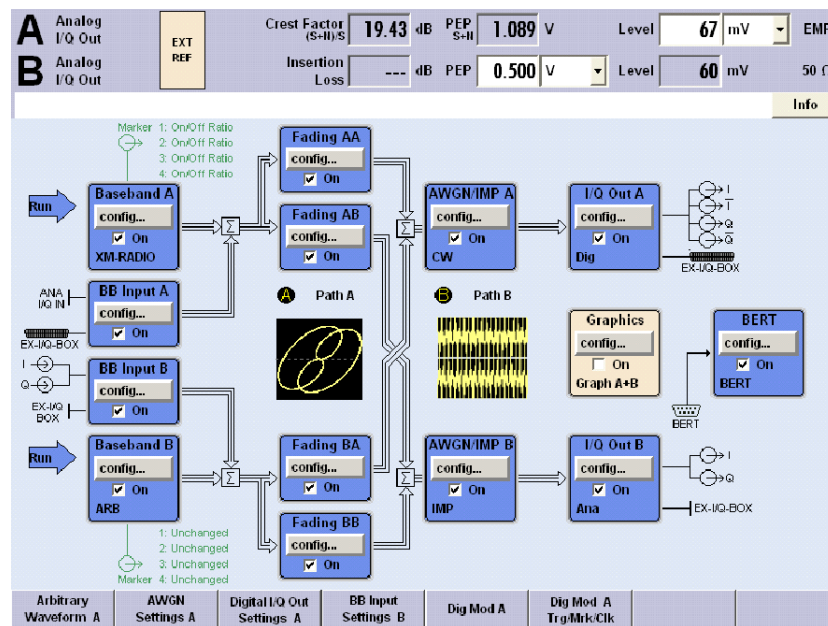 A Analog I/Q Out
EXT REF
Crest Factor (S+N)/S 19.43 dB PEP S+N 1.089 V Level 67 mV EMF
B Analog I/Q Out
Insertion Loss --- dB PEP 0.500 V Level 60 mV 50 Ω
Info
Marker 1: On/Off Ratio
2: On/Off Ratio
3: On/Off Ratio
4: On/Off Ratio
Fading AA
config...
On
Run
Baseband A
config...
On
XM-RADIO
Σ
Fading AB
config...
On
Σ
AWGN/IMP A
config...
On
CW
I/Q Out A
config...
On
Dig
I
I
Q
Q
EX-I/Q-BOX
ANA I/Q IN
EX-I/Q-BOX
BB Input A
config...
On
A Path A
B Path B
Graphics
config...
On
Graph A+B
BERT
config...
On
BERT
BERT
I
Q
EX-I/Q BOX
BB Input B
config...
On
Run
Baseband B
config...
On
ARB
Σ
Fading BA
config...
On
Σ
AWGN/IMP B
config...
On
IMP
I/Q Out B
config...
On
Ana
I
Q
EX-I/Q-BOX
Fading BB
config...
On
1: Unchanged
2: Unchanged
3: Unchanged
Marker 4: Unchanged
Arbitrary Waveform A
AWGN Settings A
Digital I/Q Out Settings A
BB Input Settings B
Dig Mod A
Dig Mod A Trg/Mrk/Clk